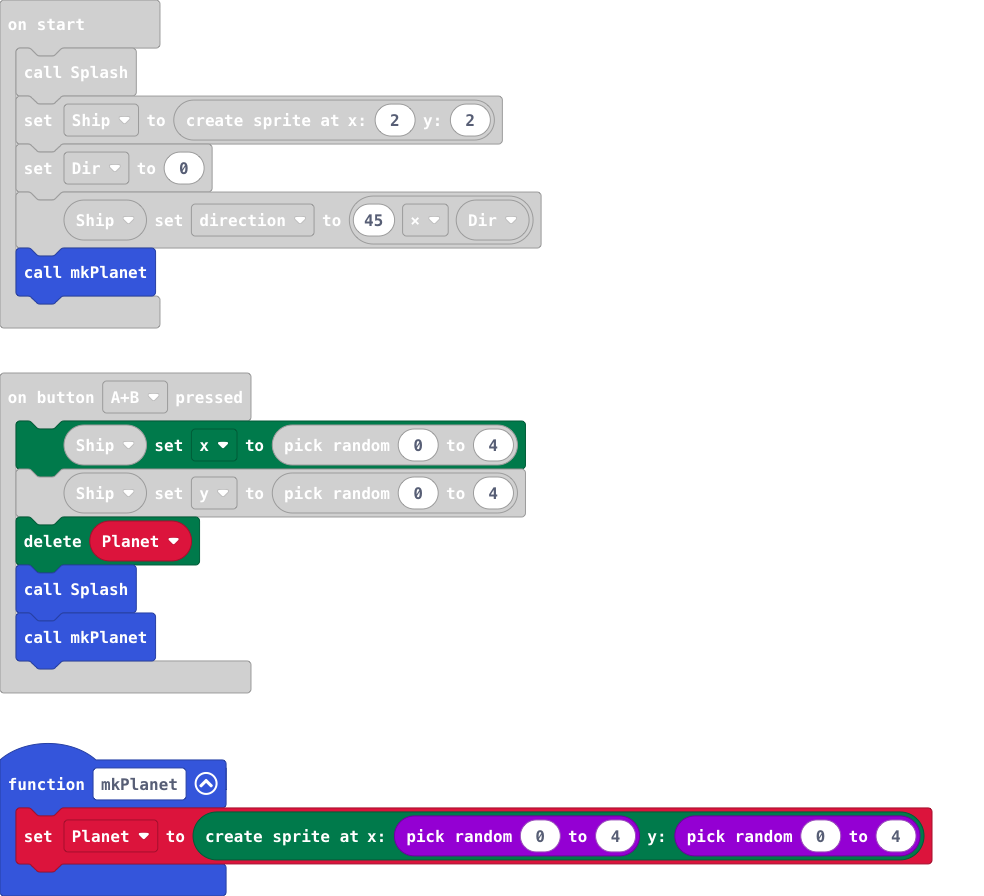 on start
call Splash
set Ship to create sprite at x: 2 y: 2
set Dir to 0
Ship set direction to 45 × Dir
call mkPlanet
on button A+B pressed
Ship set x to pick random 0 to 4
Ship set y to pick random 0 to 4
delete Planet
call Splash
call mkPlanet
function mkPlanet
set Planet to create sprite at x: pick random 0 to 4 y: pick random 0 to 4